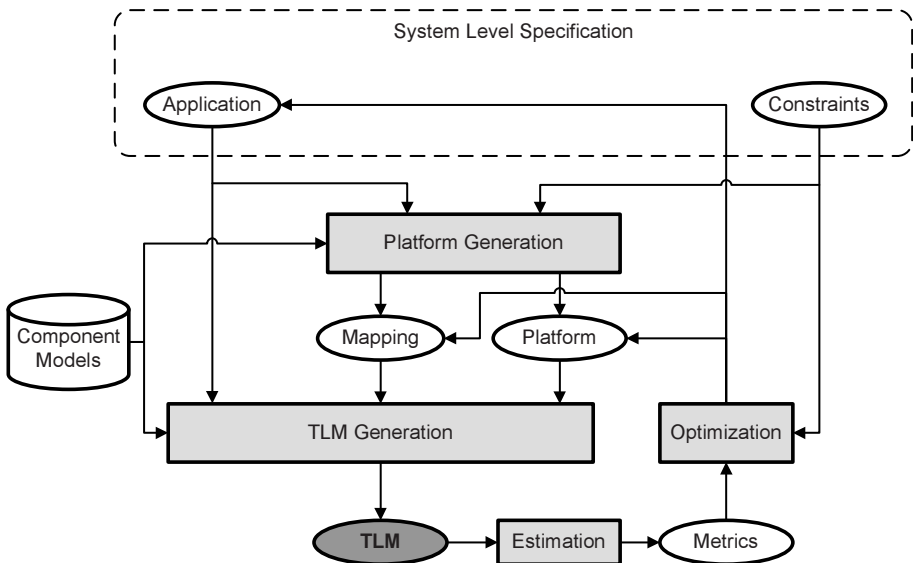 System Level Specification
Application
Constraints
Platform Generation
Component
Models
Mapping
Platform
TLM Generation
Optimization
TLM
Estimation
Metrics